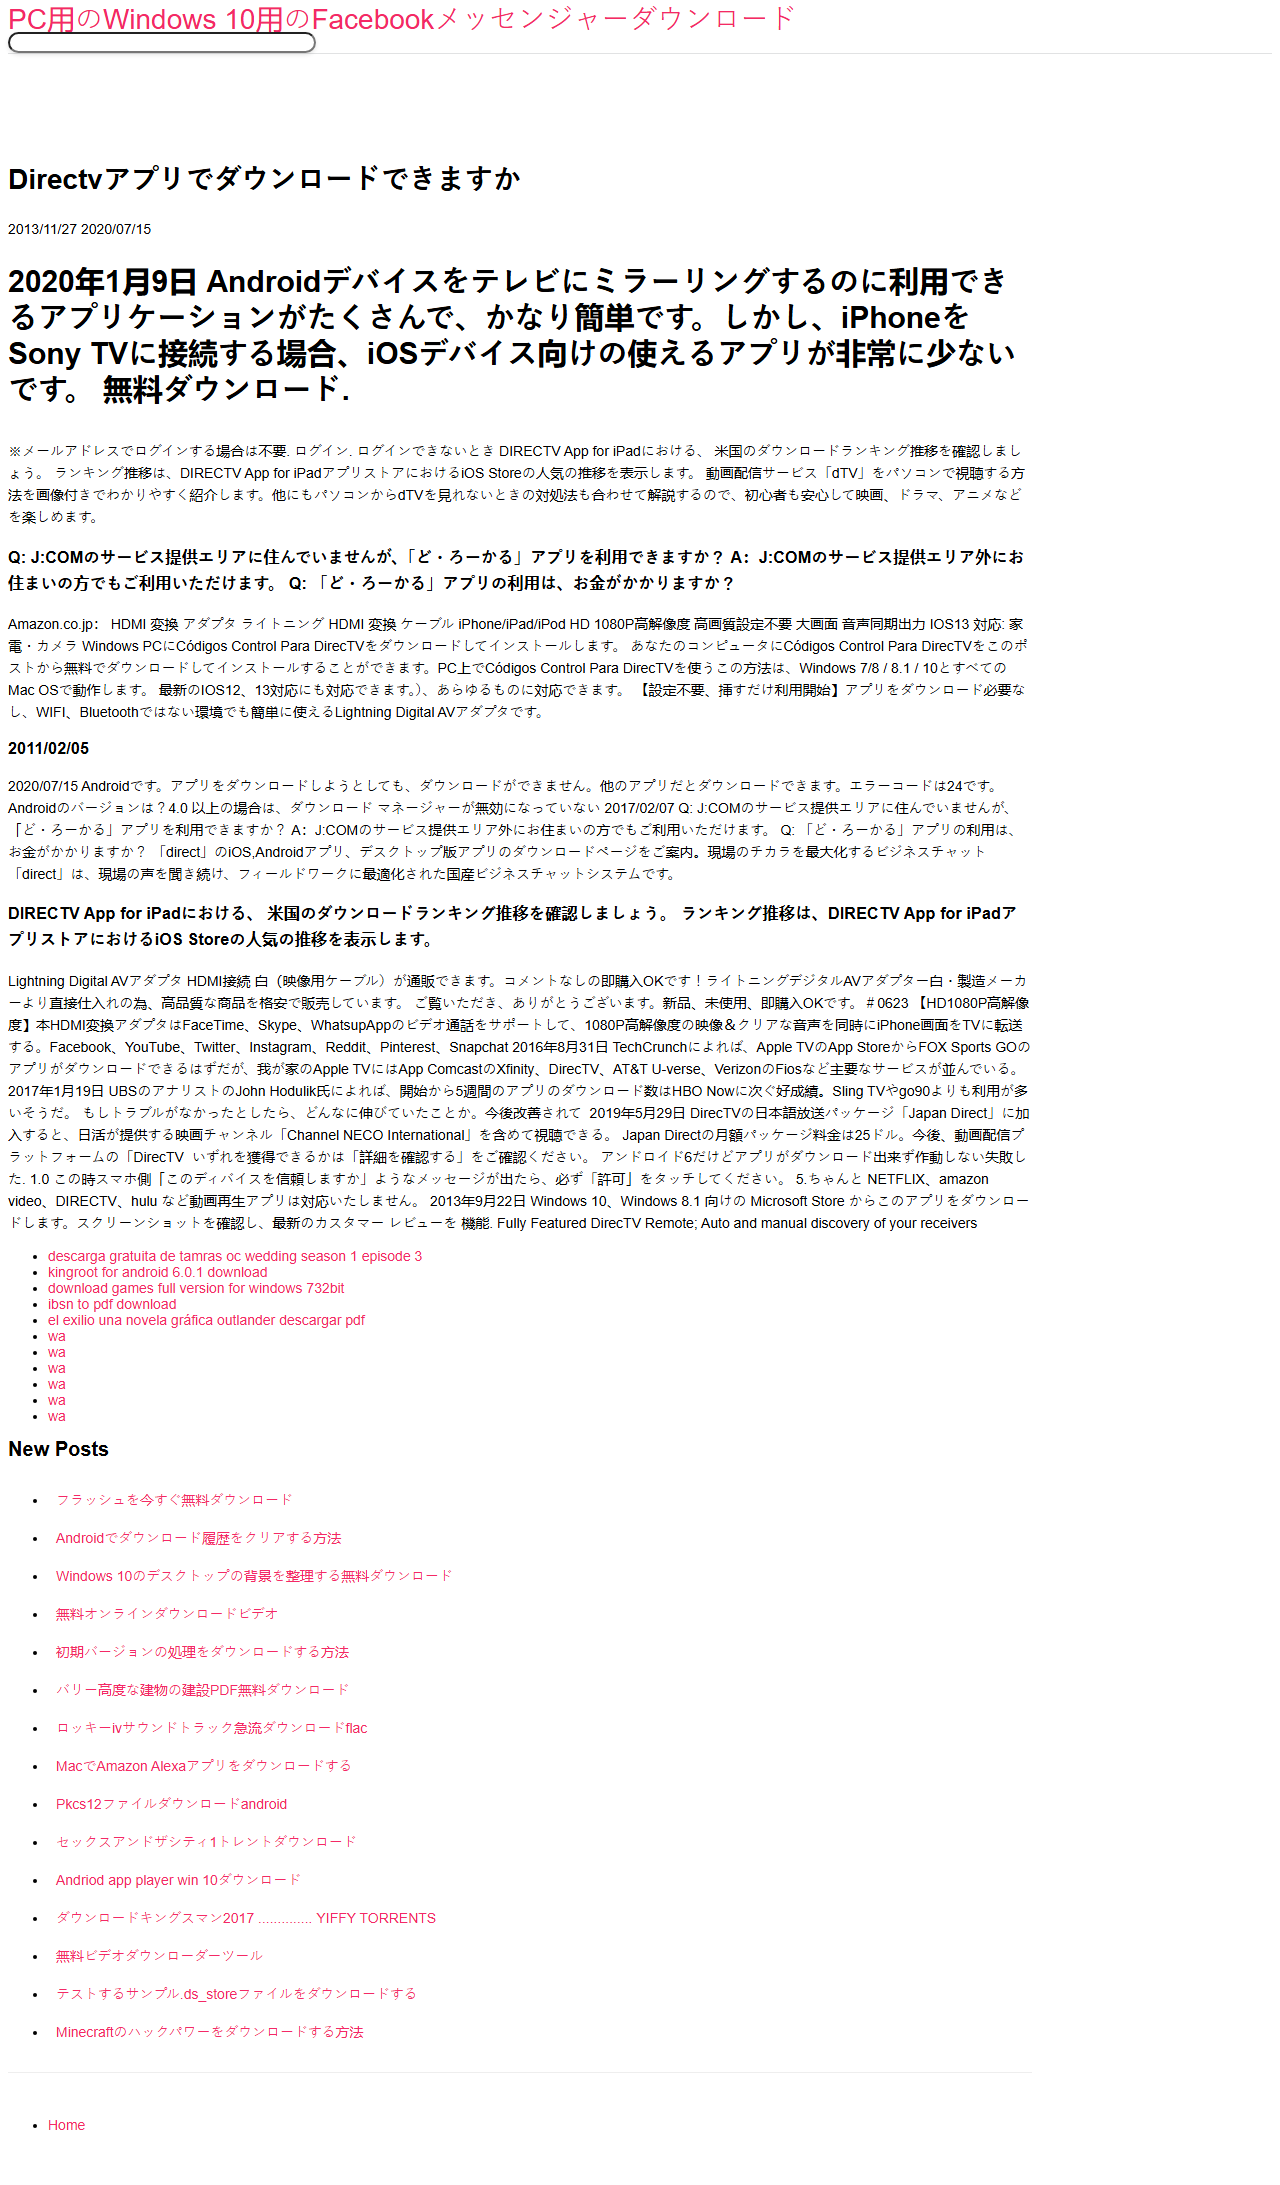 PC用のWindows 10用のFacebookメッセンジャーダウンロード
Directvアプリでダウンロードできますか
2013/11/27 2020/07/15
2020年1月9日 Androidデバイスをテレビにミラーリングするのに利用でき
るアプリケーションがたくさんで、かなり簡単です。しかし、iPhoneを
Sony TVに接続する場合、iOSデバイス向けの使えるアプリが非常に少ない
です。 無料ダウンロード.
※メールアドレスでログインする場合は不要. ログイン. ログインできないとき DIRECTV App for iPadにおける、 米国のダウンロードランキング推移を確認しまし
ょう。 ランキング推移は、DIRECTV App for iPadアプリストアにおけるiOS Storeの人気の推移を表示します。 動画配信サービス「dTV」をパソコンで視聴する方
法を画像付きでわかりやすく紹介します。他にもパソコンからdTVを見れないときの対処法も合わせて解説するので、初心者も安心して映画、ドラマ、アニメなど
を楽しめます。
Q: J:COMのサービス提供エリアに住んでいませんが、「ど・ろーかる」アプリを利用できますか？ A：J:COMのサービス提供エリア外にお
住まいの方でもご利用いただけます。 Q: 「ど・ろーかる」アプリの利用は、お金がかかりますか？
Amazon.co.jp： HDMI 変換 アダプタ ライトニング HDMI 変換 ケーブル iPhone/iPad/iPod HD 1080P高解像度 高画質設定不要 大画面 音声同期出力 IOS13 対応: 家
電・カメラ Windows PCにCódigos Control Para DirecTVをダウンロードしてインストールします。 あなたのコンピュータにCódigos Control Para DirecTVをこのポ
ストから無料でダウンロードしてインストールすることができます。PC上でCódigos Control Para DirecTVを使うこの方法は、Windows 7/8 / 8.1 / 10とすべての
Mac OSで動作します。 最新のIOS12、13対応にも対応できます。）、あらゆるものに対応できます。 【設定不要、挿すだけ利用開始】アプリをダウンロード必要な
し、WIFI、Bluetoothではない環境でも簡単に使えるLightning Digital AVアダプタです。
2011/02/05
2020/07/15 Androidです。アプリをダウンロードしようとしても、ダウンロードができません。他のアプリだとダウンロードできます。エラーコードは24です。
Androidのバージョンは？4.0 以上の場合は、ダウンロード マネージャーが無効になっていない 2017/02/07 Q: J:COMのサービス提供エリアに住んでいませんが、
「ど・ろーかる」アプリを利用できますか？ A：J:COMのサービス提供エリア外にお住まいの方でもご利用いただけます。 Q: 「ど・ろーかる」アプリの利用は、
お金がかかりますか？ 「direct」のiOS,Androidアプリ、デスクトップ版アプリのダウンロードページをご案内。現場のチカラを最大化するビジネスチャット
「direct」は、現場の声を聞き続け、フィールドワークに最適化された国産ビジネスチャットシステムです。
DIRECTV App for iPadにおける、 米国のダウンロードランキング推移を確認しましょう。 ランキング推移は、DIRECTV App for iPadア
プリストアにおけるiOS Storeの人気の推移を表示します。
Lightning Digital AVアダプタ HDMI接続 白（映像用ケーブル）が通販できます。コメントなしの即購入OKです！ライトニングデジタルAVアダプター白・製造メーカ
ーより直接仕入れの為、高品質な商品を格安で販売しています。 ご覧いただき、ありがとうございます。新品、未使用、即購入OKです。＃0623 【HD1080P高解像
度】本HDMI変換アダプタはFaceTime、Skype、WhatsupAppのビデオ通話をサポートして、1080P高解像度の映像＆クリアな音声を同時にiPhone画面をTVに転送
する。Facebook、YouTube、Twitter、Instagram、Reddit、Pinterest、Snapchat 2016年8月31日 TechCrunchによれば、Apple TVのApp StoreからFOX Sports GOの
アプリがダウンロードできるはずだが、我が家のApple TVにはApp ComcastのXfinity、DirecTV、AT&T U-verse、VerizonのFiosなど主要なサービスが並んでいる。
2017年1月19日 UBSのアナリストのJohn Hodulik氏によれば、開始から5週間のアプリのダウンロード数はHBO Nowに次ぐ好成績。Sling TVやgo90よりも利用が多
いそうだ。 もしトラブルがなかったとしたら、どんなに伸びていたことか。今後改善されて 2019年5月29日 DirecTVの日本語放送パッケージ「Japan Direct」に加
入すると、日活が提供する映画チャンネル「Channel NECO International」を含めて視聴できる。 Japan Directの月額パッケージ料金は25ドル。今後、動画配信プ
ラットフォームの「DirecTV いずれを獲得できるかは「詳細を確認する」をご確認ください。 アンドロイド6だけどアプリがダウンロード出来ず作動しない失敗し
た. 1.0 この時スマホ側「このディバイスを信頼しますか」ようなメッセージが出たら、必ず「許可」をタッチしてください。 5.ちゃんと NETFLIX、amazon
video、DIRECTV、hulu など動画再生アプリは対応いたしません。 2013年9月22日 Windows 10、Windows 8.1 向けの Microsoft Store からこのアプリをダウンロー
ドします。スクリーンショットを確認し、最新のカスタマー レビューを 機能. Fully Featured DirecTV Remote; Auto and manual discovery of your receivers
descarga gratuita de tamras oc wedding season 1 episode 3
kingroot for android 6.0.1 download
download games full version for windows 732bit
ibsn to pdf download
el exilio una novela gráfica outlander descargar pdf
wa
wa
wa
wa
wa
wa
New Posts
フラッシュを今すぐ無料ダウンロード
Androidでダウンロード履歴をクリアする方法
Windows 10のデスクトップの背景を整理する無料ダウンロード
無料オンラインダウンロードビデオ
初期バージョンの処理をダウンロードする方法
バリー高度な建物の建設PDF無料ダウンロード
ロッキーivサウンドトラック急流ダウンロードflac
MacでAmazon Alexaアプリをダウンロードする
Pkcs12ファイルダウンロードandroid
セックスアンドザシティ1トレントダウンロード
Andriod app player win 10ダウンロード
ダウンロードキングスマン2017 .............. YIFFY TORRENTS
無料ビデオダウンローダーツール
テストするサンプル.ds_storeファイルをダウンロードする
Minecraftのハックパワーをダウンロードする方法
Home